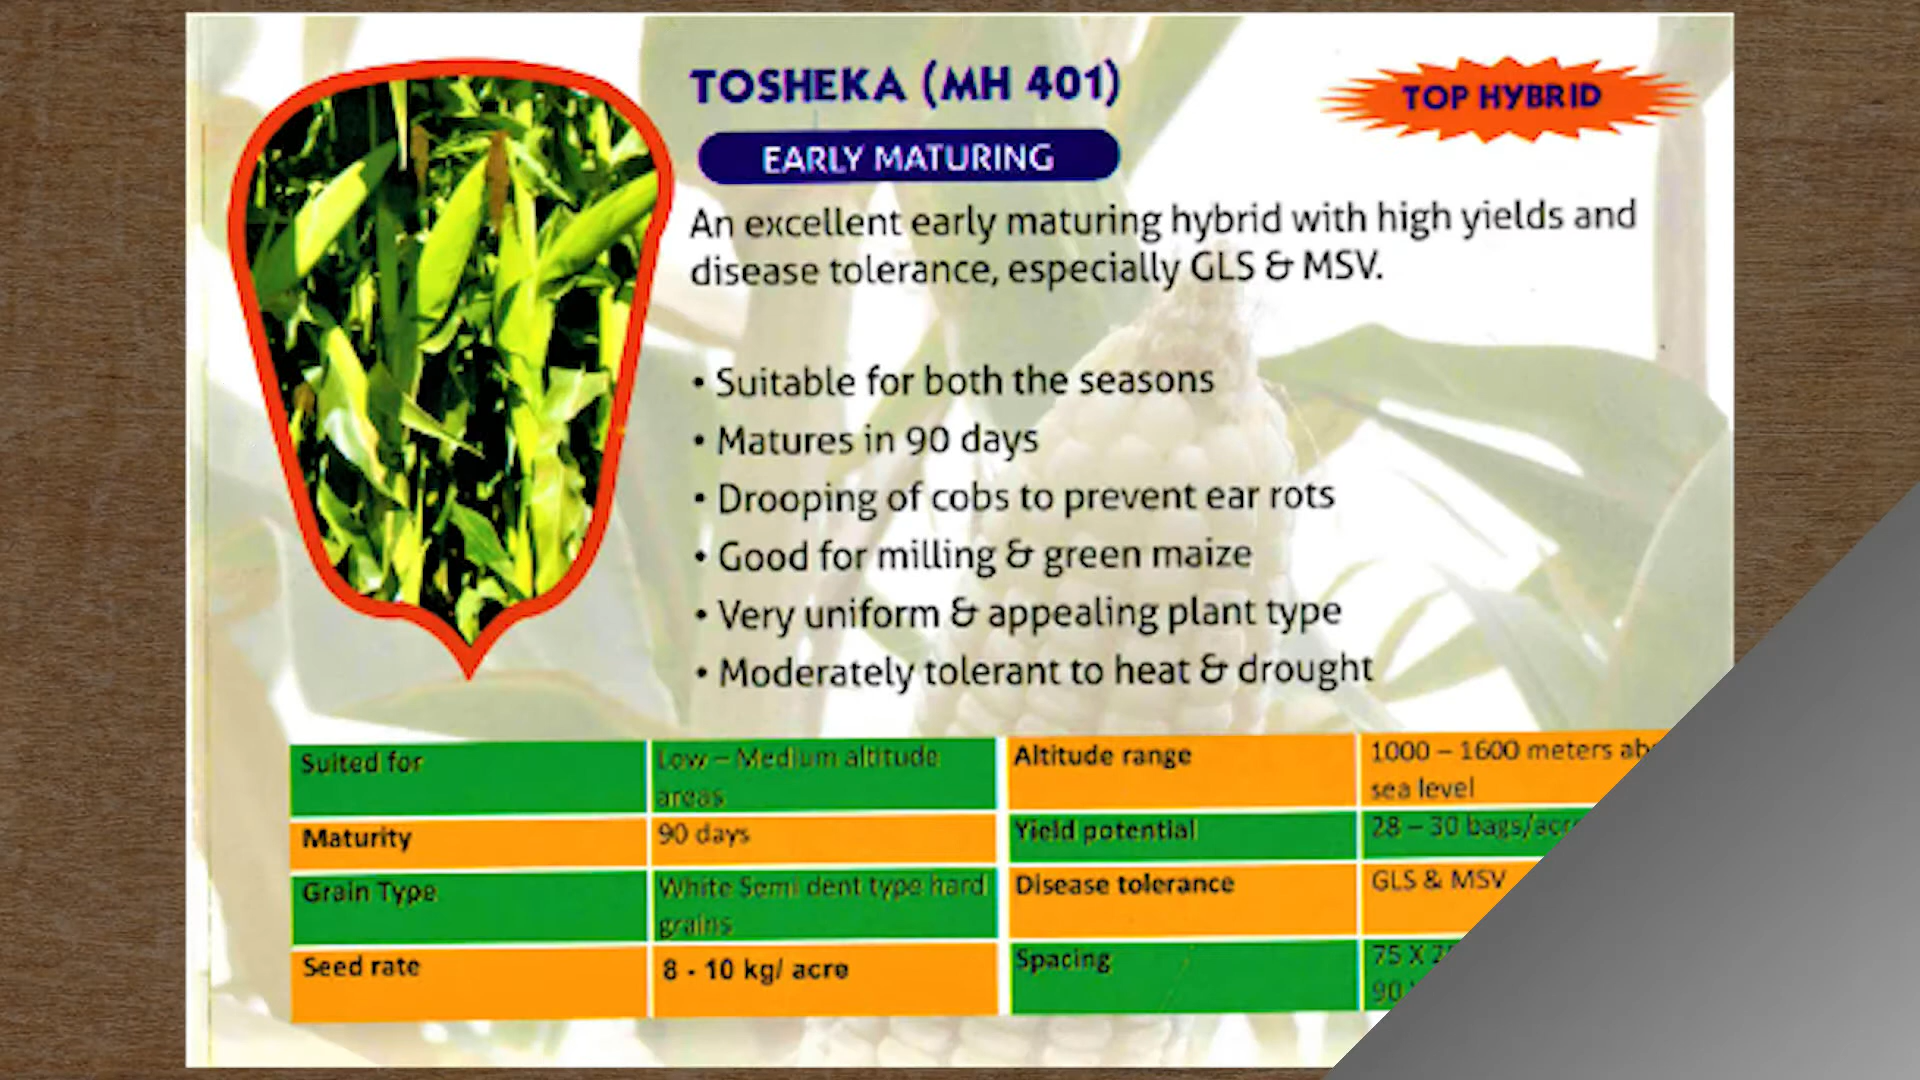 TOSHEKA (MH 401)
TOP HYBRID
EARLY MATURING
An excellent early maturing hybrid with high yields and
disease tolerance, especially GLS & MSV.
• Suitable for both the seasons
• Matures in 90 days
• Drooping of cobs to prevent ear rots
• Good for milling & green maize
• Very uniform & appealing plant type
• Moderately tolerant to heat & drought
Suited for
Low – Medium altitude
areas
Altitude range
1000 – 1600 meters
sea level
Maturity
90 days
Yield potential
28 – 30 bags/acre
Grain Type
White Semi dent type hard
grains
Disease tolerance
GLS & MSV
Seed rate
8 - 10 kg/ acre
Spacing
75 X
90